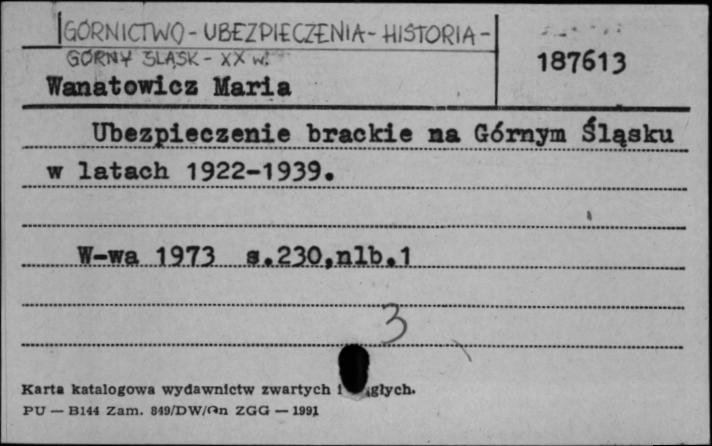 GÓRNICTWO - UBEZPIECZENIA - HISTORIA -
GÓRNY ŚLĄSK - XX w.
187613
Wanatowicz Maria
Ubezpieczenie brackie na Górnym Śląsku
w latach 1922-1939.
W-wa 1973 s.230,nlb.1
3
Karta katalogowa wydawnictw zwartych i
PU — B144 Zam. 849/DW/On ZGG — 1991